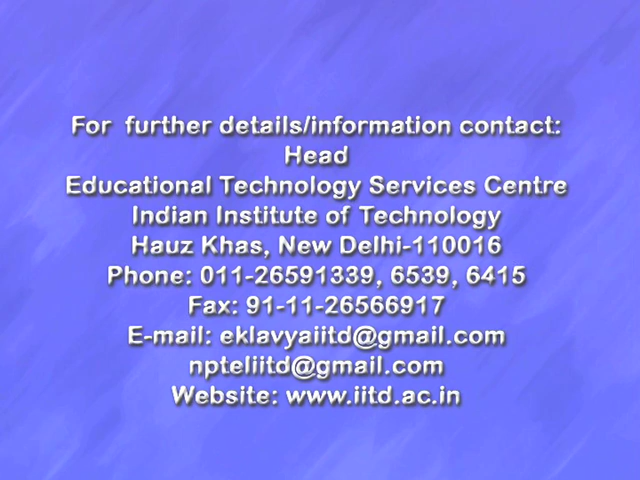 For  further details/information contact:
Head
Educational Technology Services Centre
Indian Institute of Technology
Hauz Khas, New Delhi-110016
Phone: 011-26591339, 6539, 6415
Fax: 91-11-26566917
E-mail: eklavyaiitd@gmail.com
npteliitd@gmail.com
Website: www.iitd.ac.in